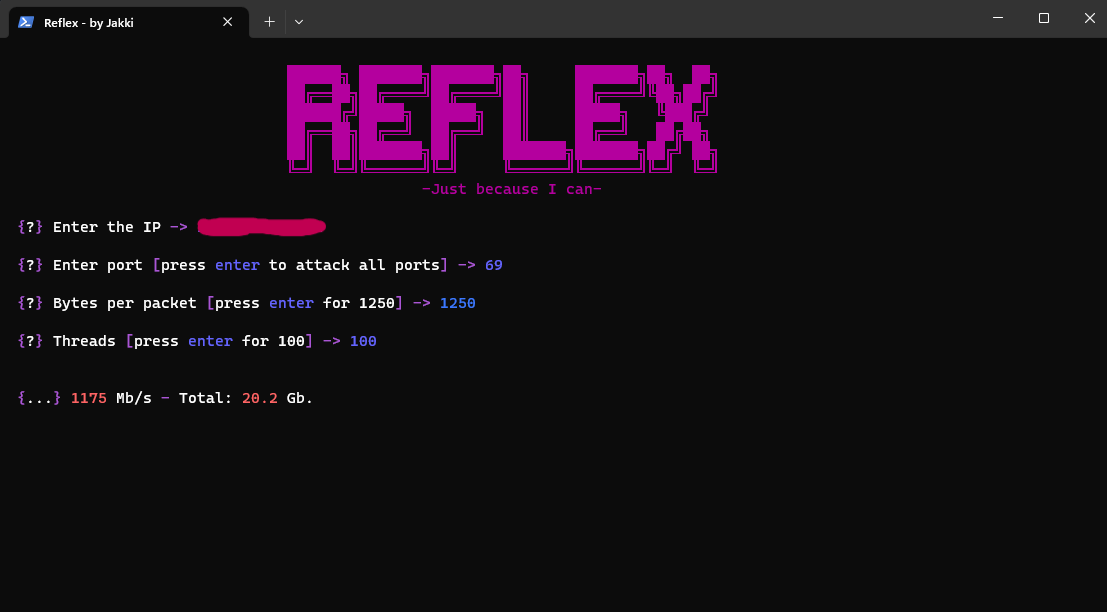 Reflex - by Jakki
REFLEX
-Just because I can-
{?} Enter the IP ->
{?} Enter port [press enter to attack all ports] -> 69
{?} Bytes per packet [press enter for 1250] -> 1250
{?} Threads [press enter for 100] -> 100
{...} 1175 Mb/s - Total: 20.2 Gb.